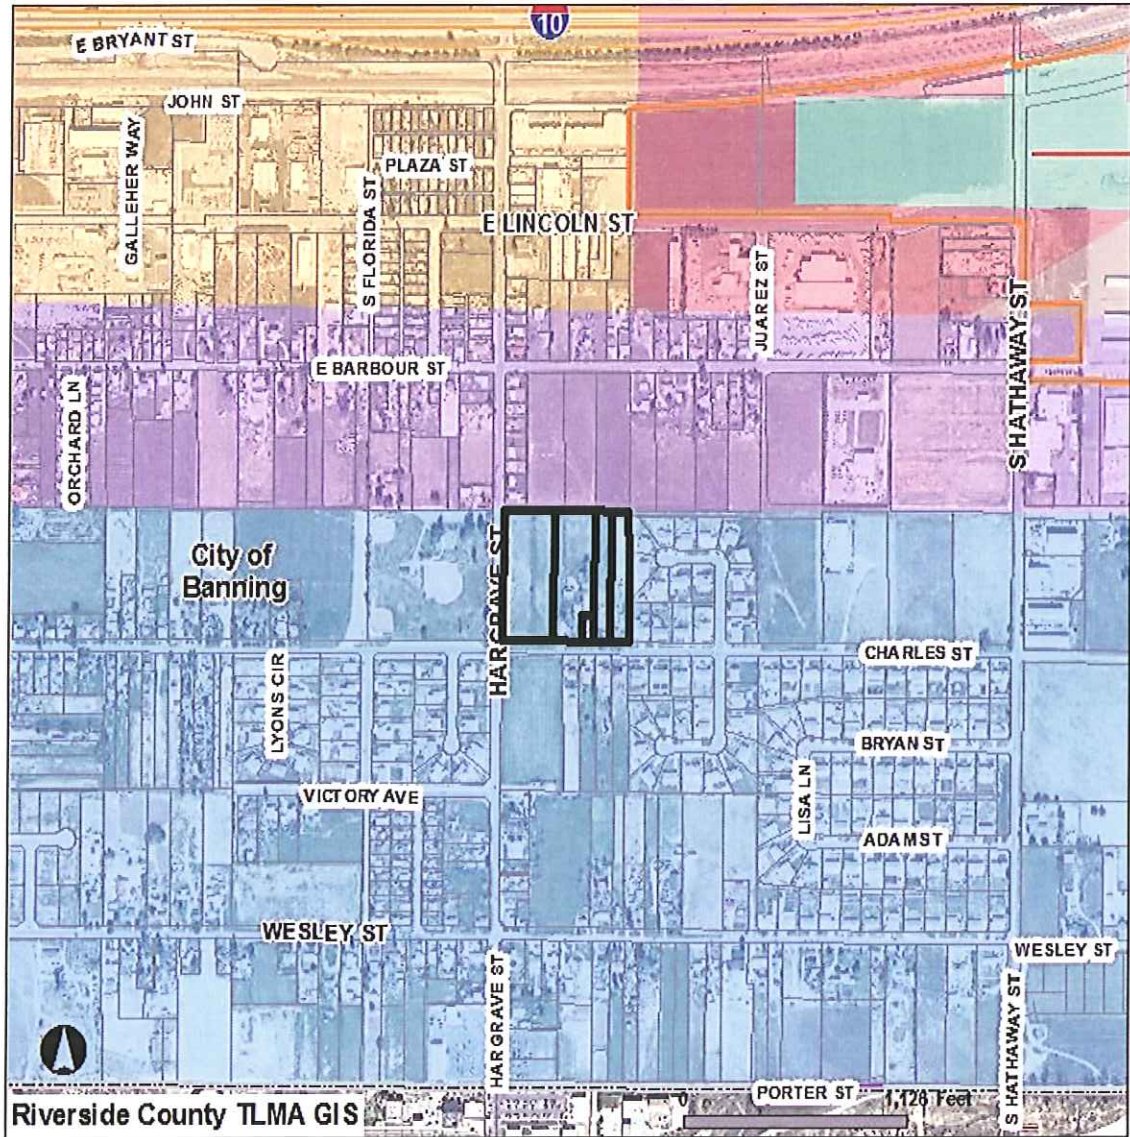 10
E BRYANT ST
JOHN ST
GALLEHER WAY
PLAZA ST
S FLORIDA ST
E LINCOLN ST
JUAREZ ST
S HATHAWAY ST
E BARBOUR ST
ORCHARD LN
City of
Banning
HARGRAVE ST
CHARLES ST
LYONS CIR
BRYAN ST
VICTORY AVE
LISA LN
ADAM ST
WESLEY ST
WESLEY ST
HARGRAVE ST
S HATHAWAY ST
PORTER ST
Riverside County TLMA GIS
0 1,128 Feet